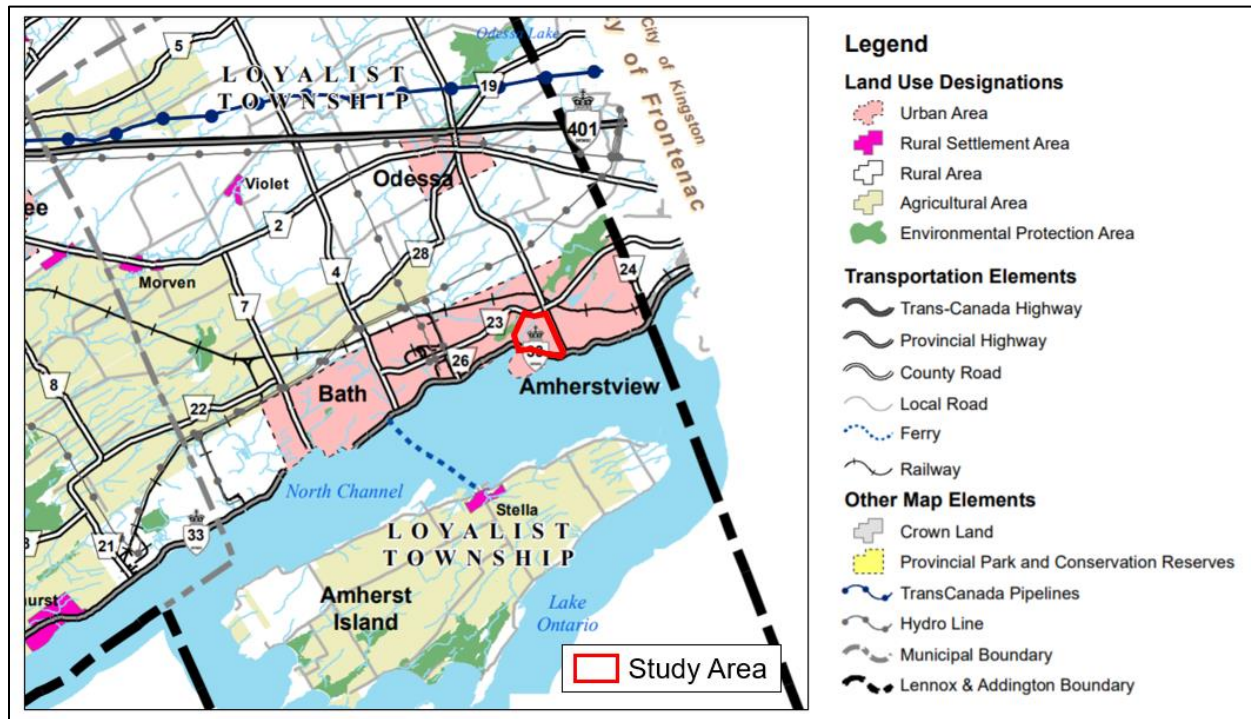 Odessa Lake
5
19
LOYALIST
TOWNSHIP
401
ONTARIO
City of Kingston
ty of Frontenac
Violet
Odessa
ee
2
28
Morven
4
24
7
23
33
26
8
Bath
Amherstview
22
North Channel
Stella
LOYALIST
TOWNSHIP
33
21
Amherst
Island
Lake
Ontario
hurst
Study Area
Legend
Land Use Designations
Urban Area
Rural Settlement Area
Rural Area
Agricultural Area
Environmental Protection Area
Transportation Elements
Trans-Canada Highway
Provincial Highway
County Road
Local Road
Ferry
Railway
Other Map Elements
Crown Land
Provincial Park and Conservation Reserves
TransCanada Pipelines
Hydro Line
Municipal Boundary
Lennox & Addington Boundary